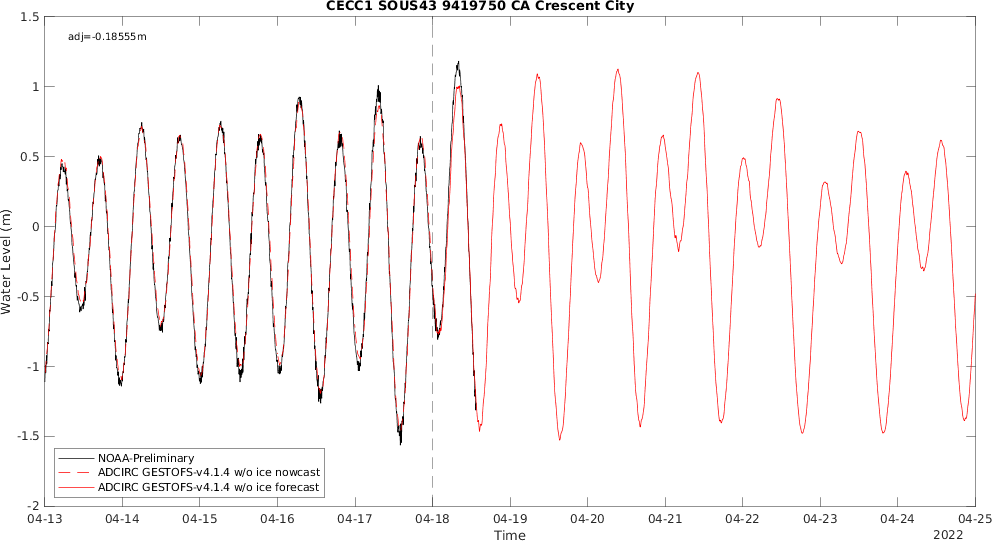 CECC1 SOUS43 9419750 CA Crescent City
adj=-0.18555m
1.5
1
0.5
0
-0.5
-1
-1.5
-2
Water Level (m)
NOAA-Preliminary
ADCIRC GESTOFS-v4.1.4 w/o ice nowcast
ADCIRC GESTOFS-v4.1.4 w/o ice forecast
04-13 04-14 04-15 04-16 04-17 04-18 04-19 04-20 04-21 04-22 04-23 04-24 04-25
Time
2022